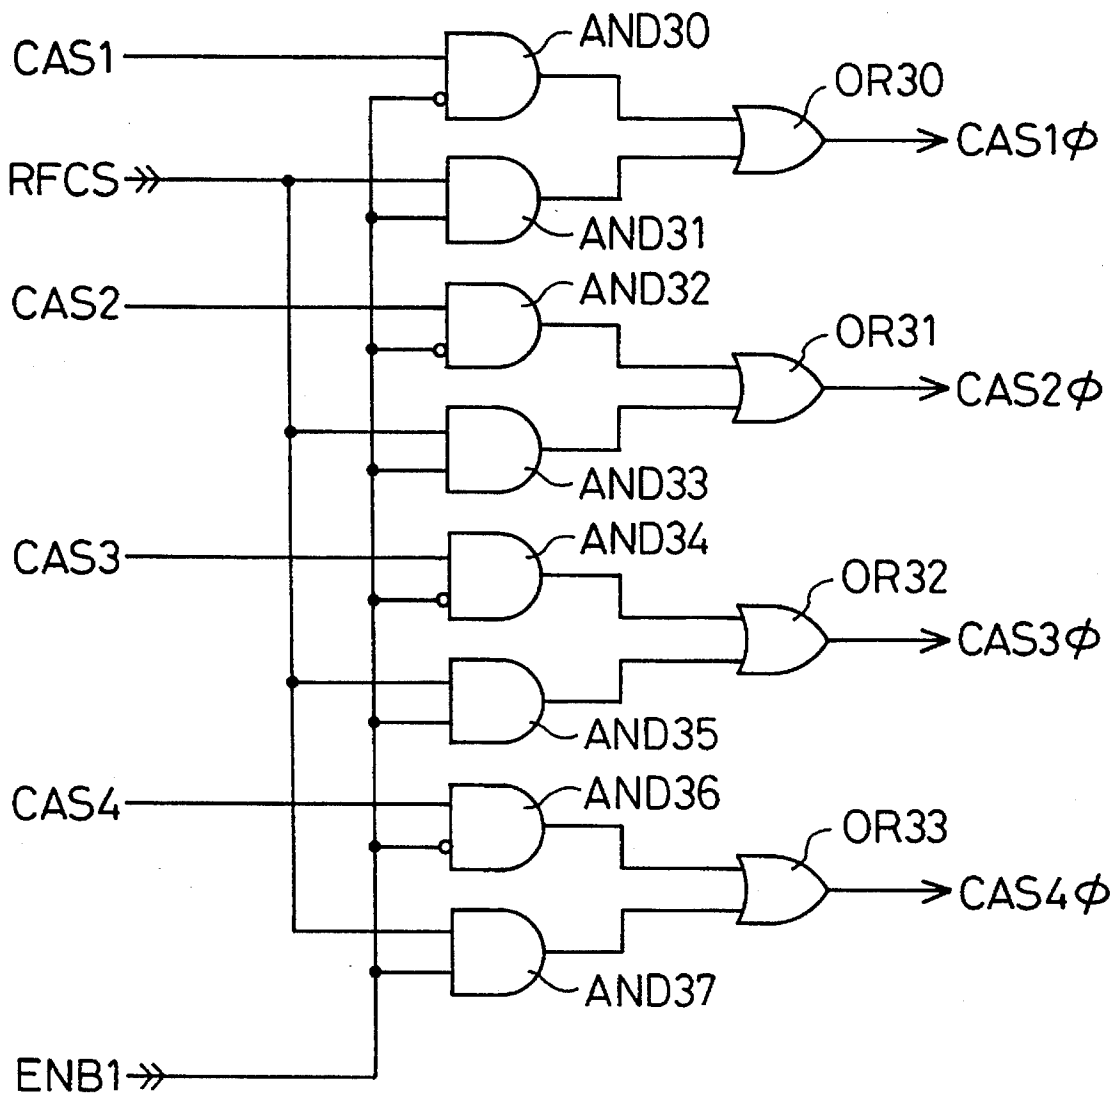 CAS1
AND30
OR30
CAS1φ
RFCS
AND31
CAS2
AND32
OR31
CAS2φ
AND33
CAS3
AND34
OR32
CAS3φ
AND35
CAS4
AND36
OR33
CAS4φ
AND37
ENB1